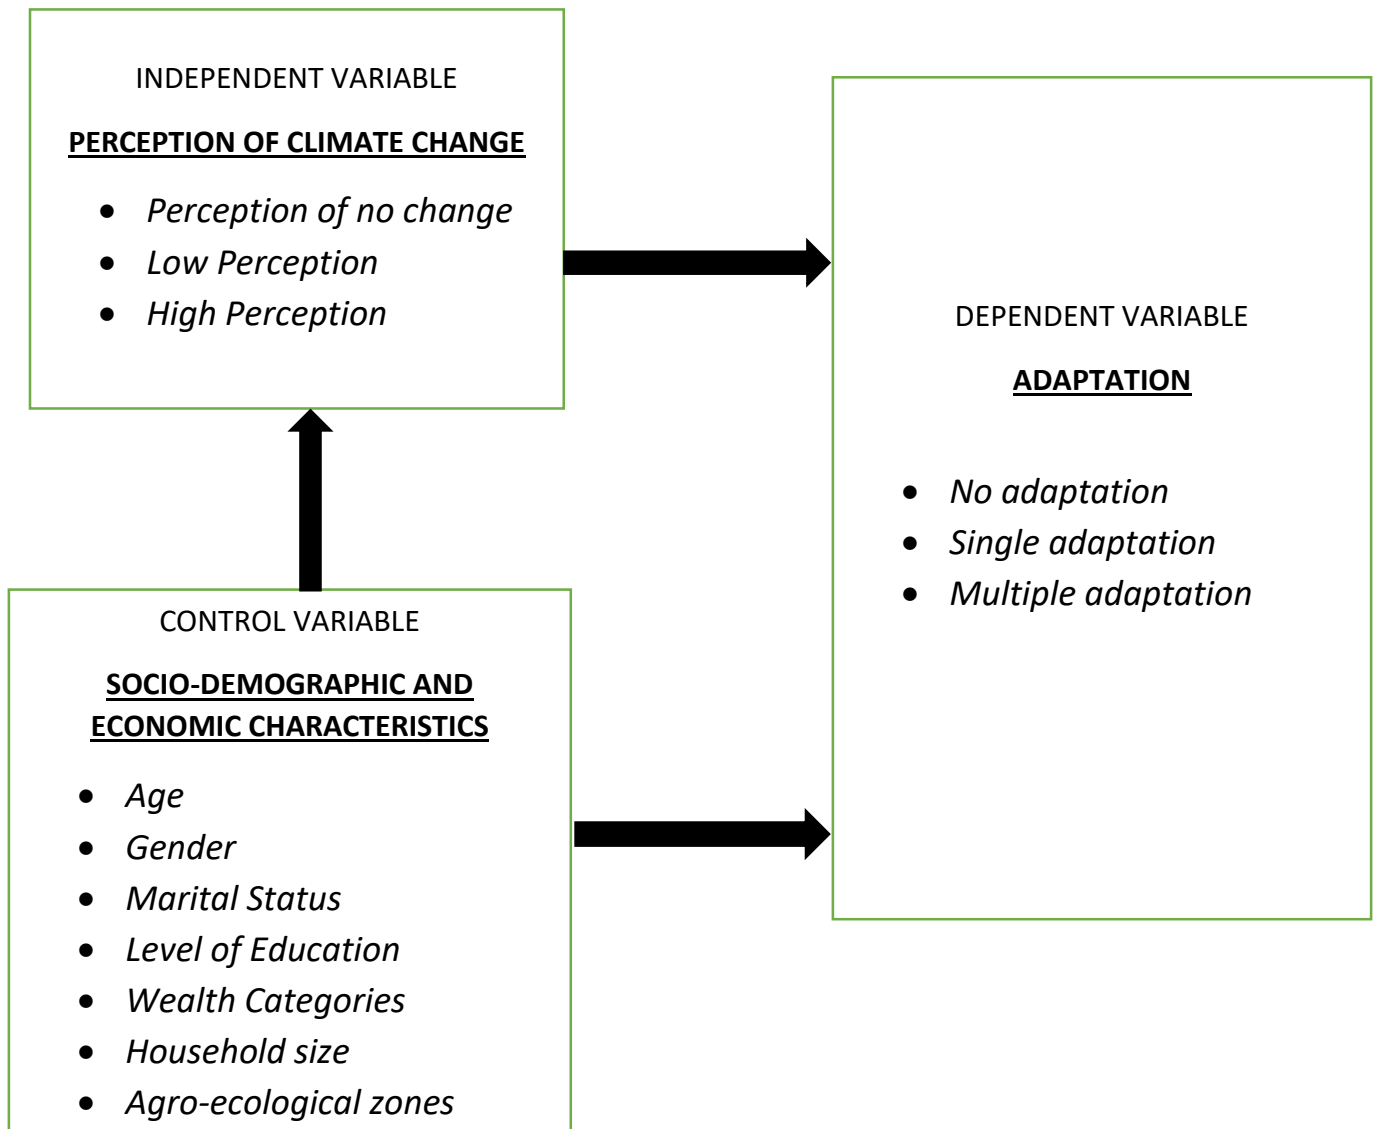 INDEPENDENT VARIABLE
PERCEPTION OF CLIMATE CHANGE
• Perception of no change
• Low Perception
• High Perception
DEPENDENT VARIABLE
ADAPTATION
• No adaptation
• Single adaptation
• Multiple adaptation
CONTROL VARIABLE
SOCIO-DEMOGRAPHIC AND
ECONOMIC CHARACTERISTICS
• Age
• Gender
• Marital Status
• Level of Education
• Wealth Categories
• Household size
• Agro-ecological zones